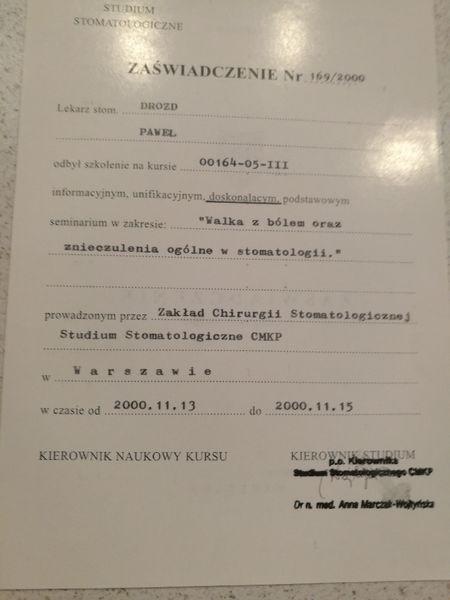 STUDIUM
STOMATOLOGICZNE
ZAŚWIADCZENIE Nr 169/2000
Lekarz stom. DROZD
PAWEŁ
odbył szkolenie na kursie 00164-05-III
informacyjnym, unifikacyjnym, doskonalącym, podstawowym
seminarium w zakresie: "Walka z bólem oraz
znieczulenia ogólne w stomatologii."
prowadzonym przez Zakład Chirurgii Stomatologicznej
Studium Stomatologiczne CMKP
w Warszawie
w czasie od 2000.11.13 do 2000.11.15
KIEROWNIK NAUKOWY KURSU KIEROWNIK STUDIUM
p.o. Kierownika
Studium Stomatologicznego CMKP
Dr n. med. Anna Marczak-Wojtyńska